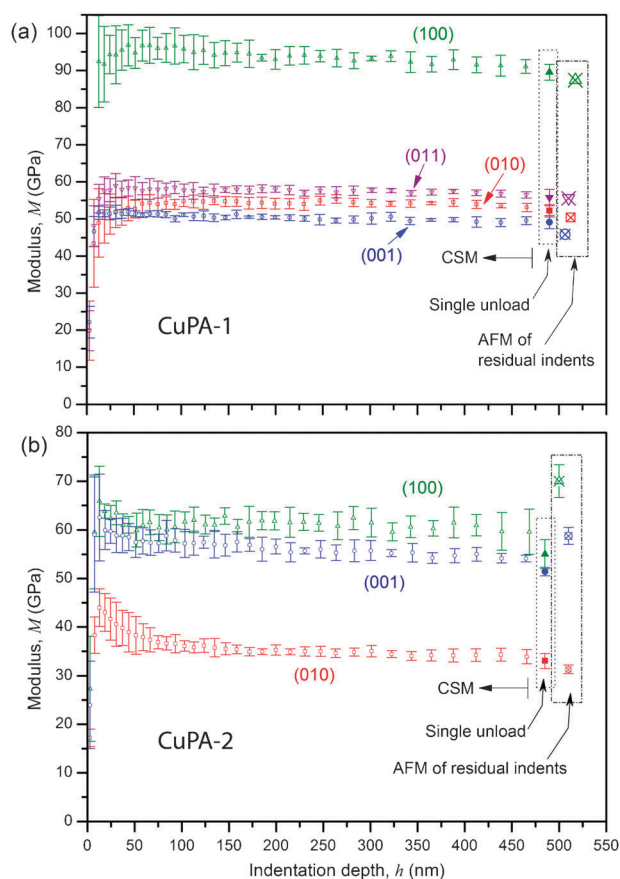 (a)
105
100
90
80
70
60
50
40
30
20
10
0
Modulus, M (GPa)
(100)
(011)
(010)
(001)
CSM
Single unload
AFM of
residual indents
CuPA-1
(b)
80
70
60
50
40
30
20
10
0
Modulus, M (GPa)
(100)
(001)
(010)
CSM
Single unload
AFM of residual indents
CuPA-2
0 50 100 150 200 250 300 350 400 450 500 550
Indentation depth, h (nm)